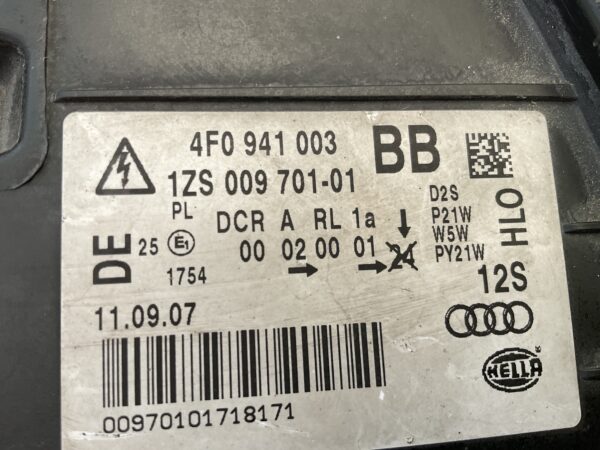 4F0 941 003 BB
1ZS 009 701-01
PL DCR A RL 1a
D2S
P21W
W5W
PY21W
HLO
DE 25 E1 00 02 00 01 24
1754
12S
11.09.07
HELLA ®
00970101718171